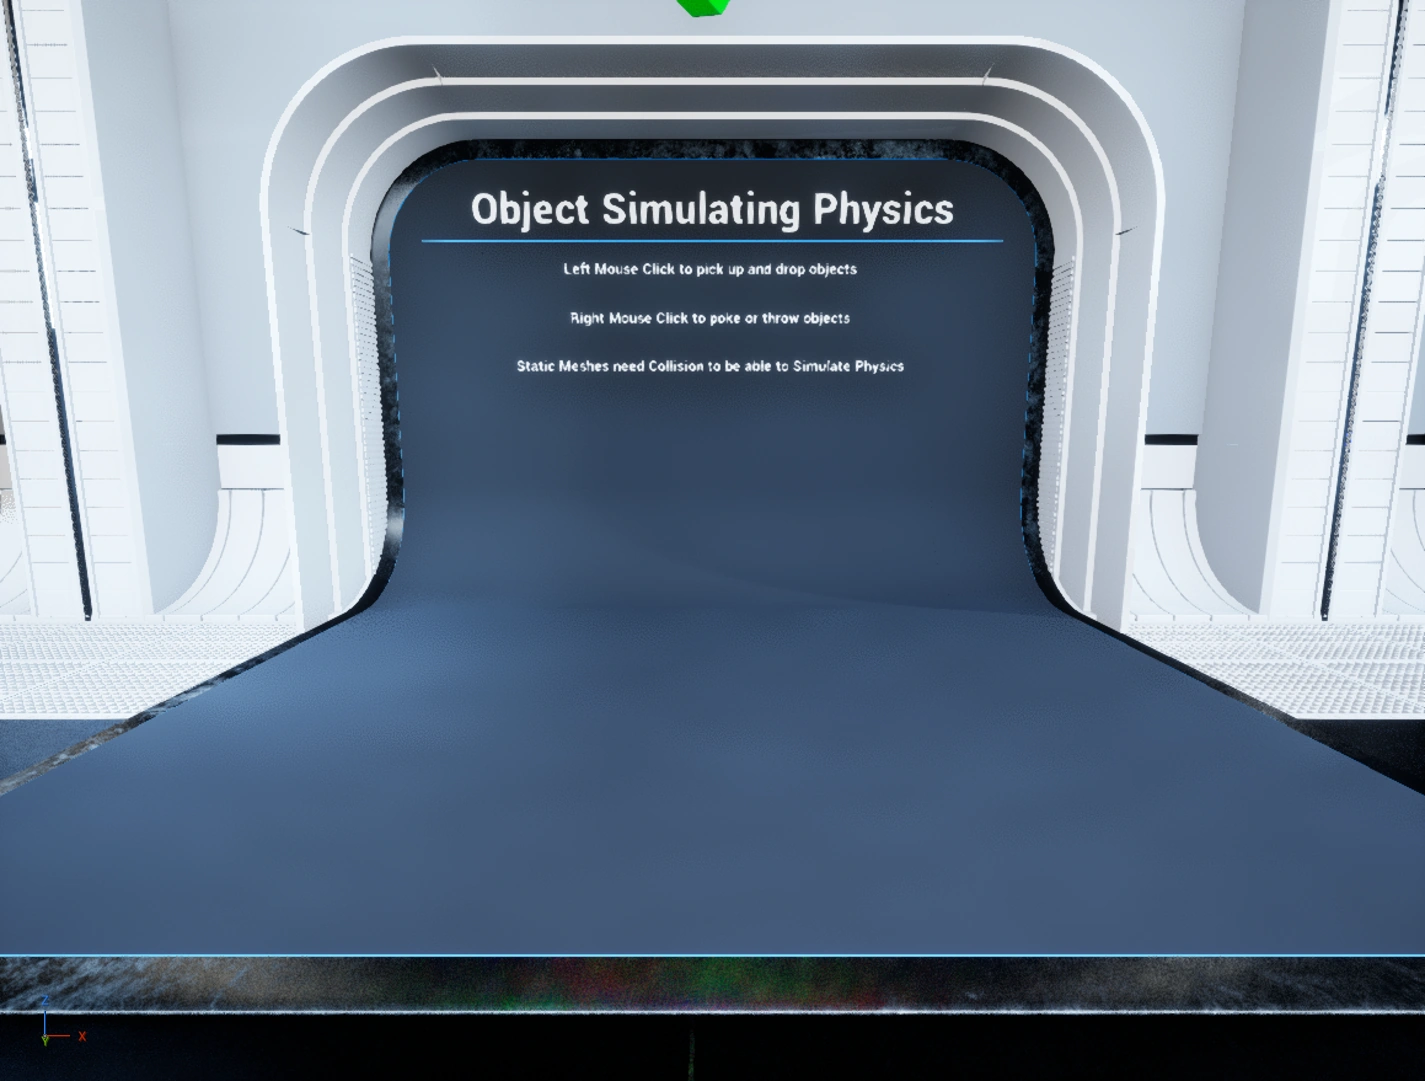 Object Simulating Physics
Left Mouse Click to pick up and drop objects
Right Mouse Click to poke or throw objects
Static Meshes need Collision to be able to Simulate Physics
Z
X
Y